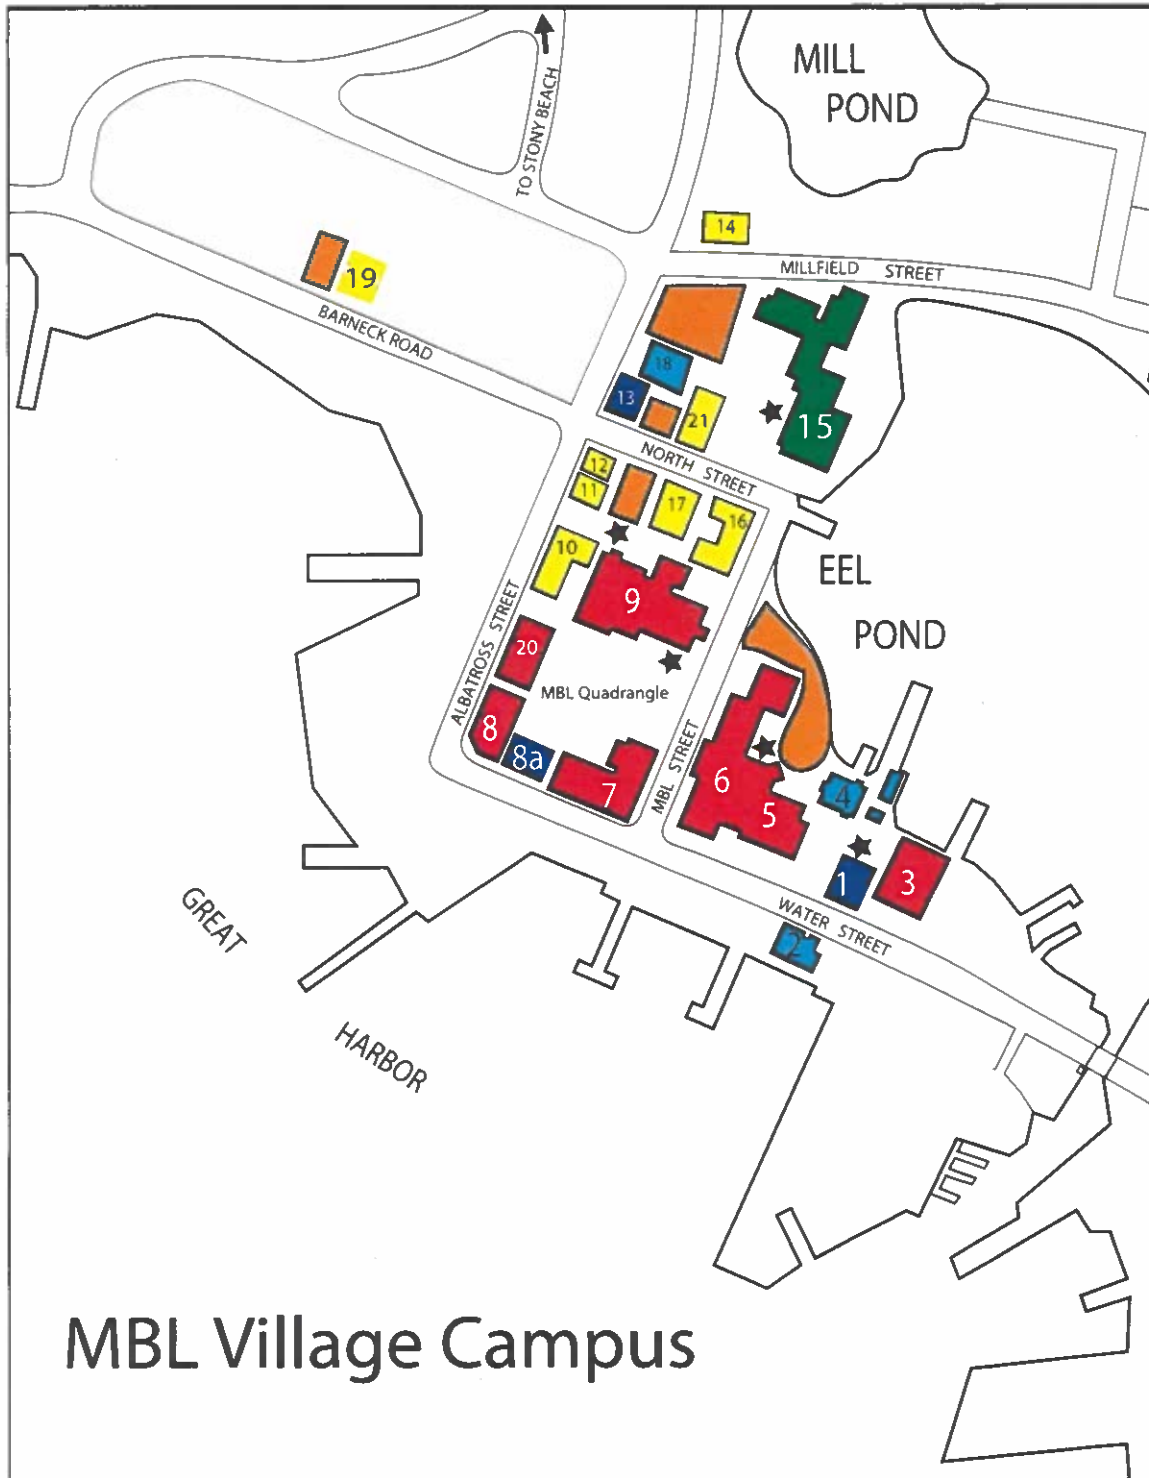 MILL
POND
TO STONY BEACH
14
MILLFIELD STREET
19
BARNECK ROAD
18
13
21
15
NORTH STREET
12
11
17
16
10
EEL
POND
9
ALBATROSS STREET
20
MBL Quadrangle
8
8a
7
MBL STREET
6
5
4
1
3
WATER STREET
2
GREAT
HARBOR
MBL Village Campus